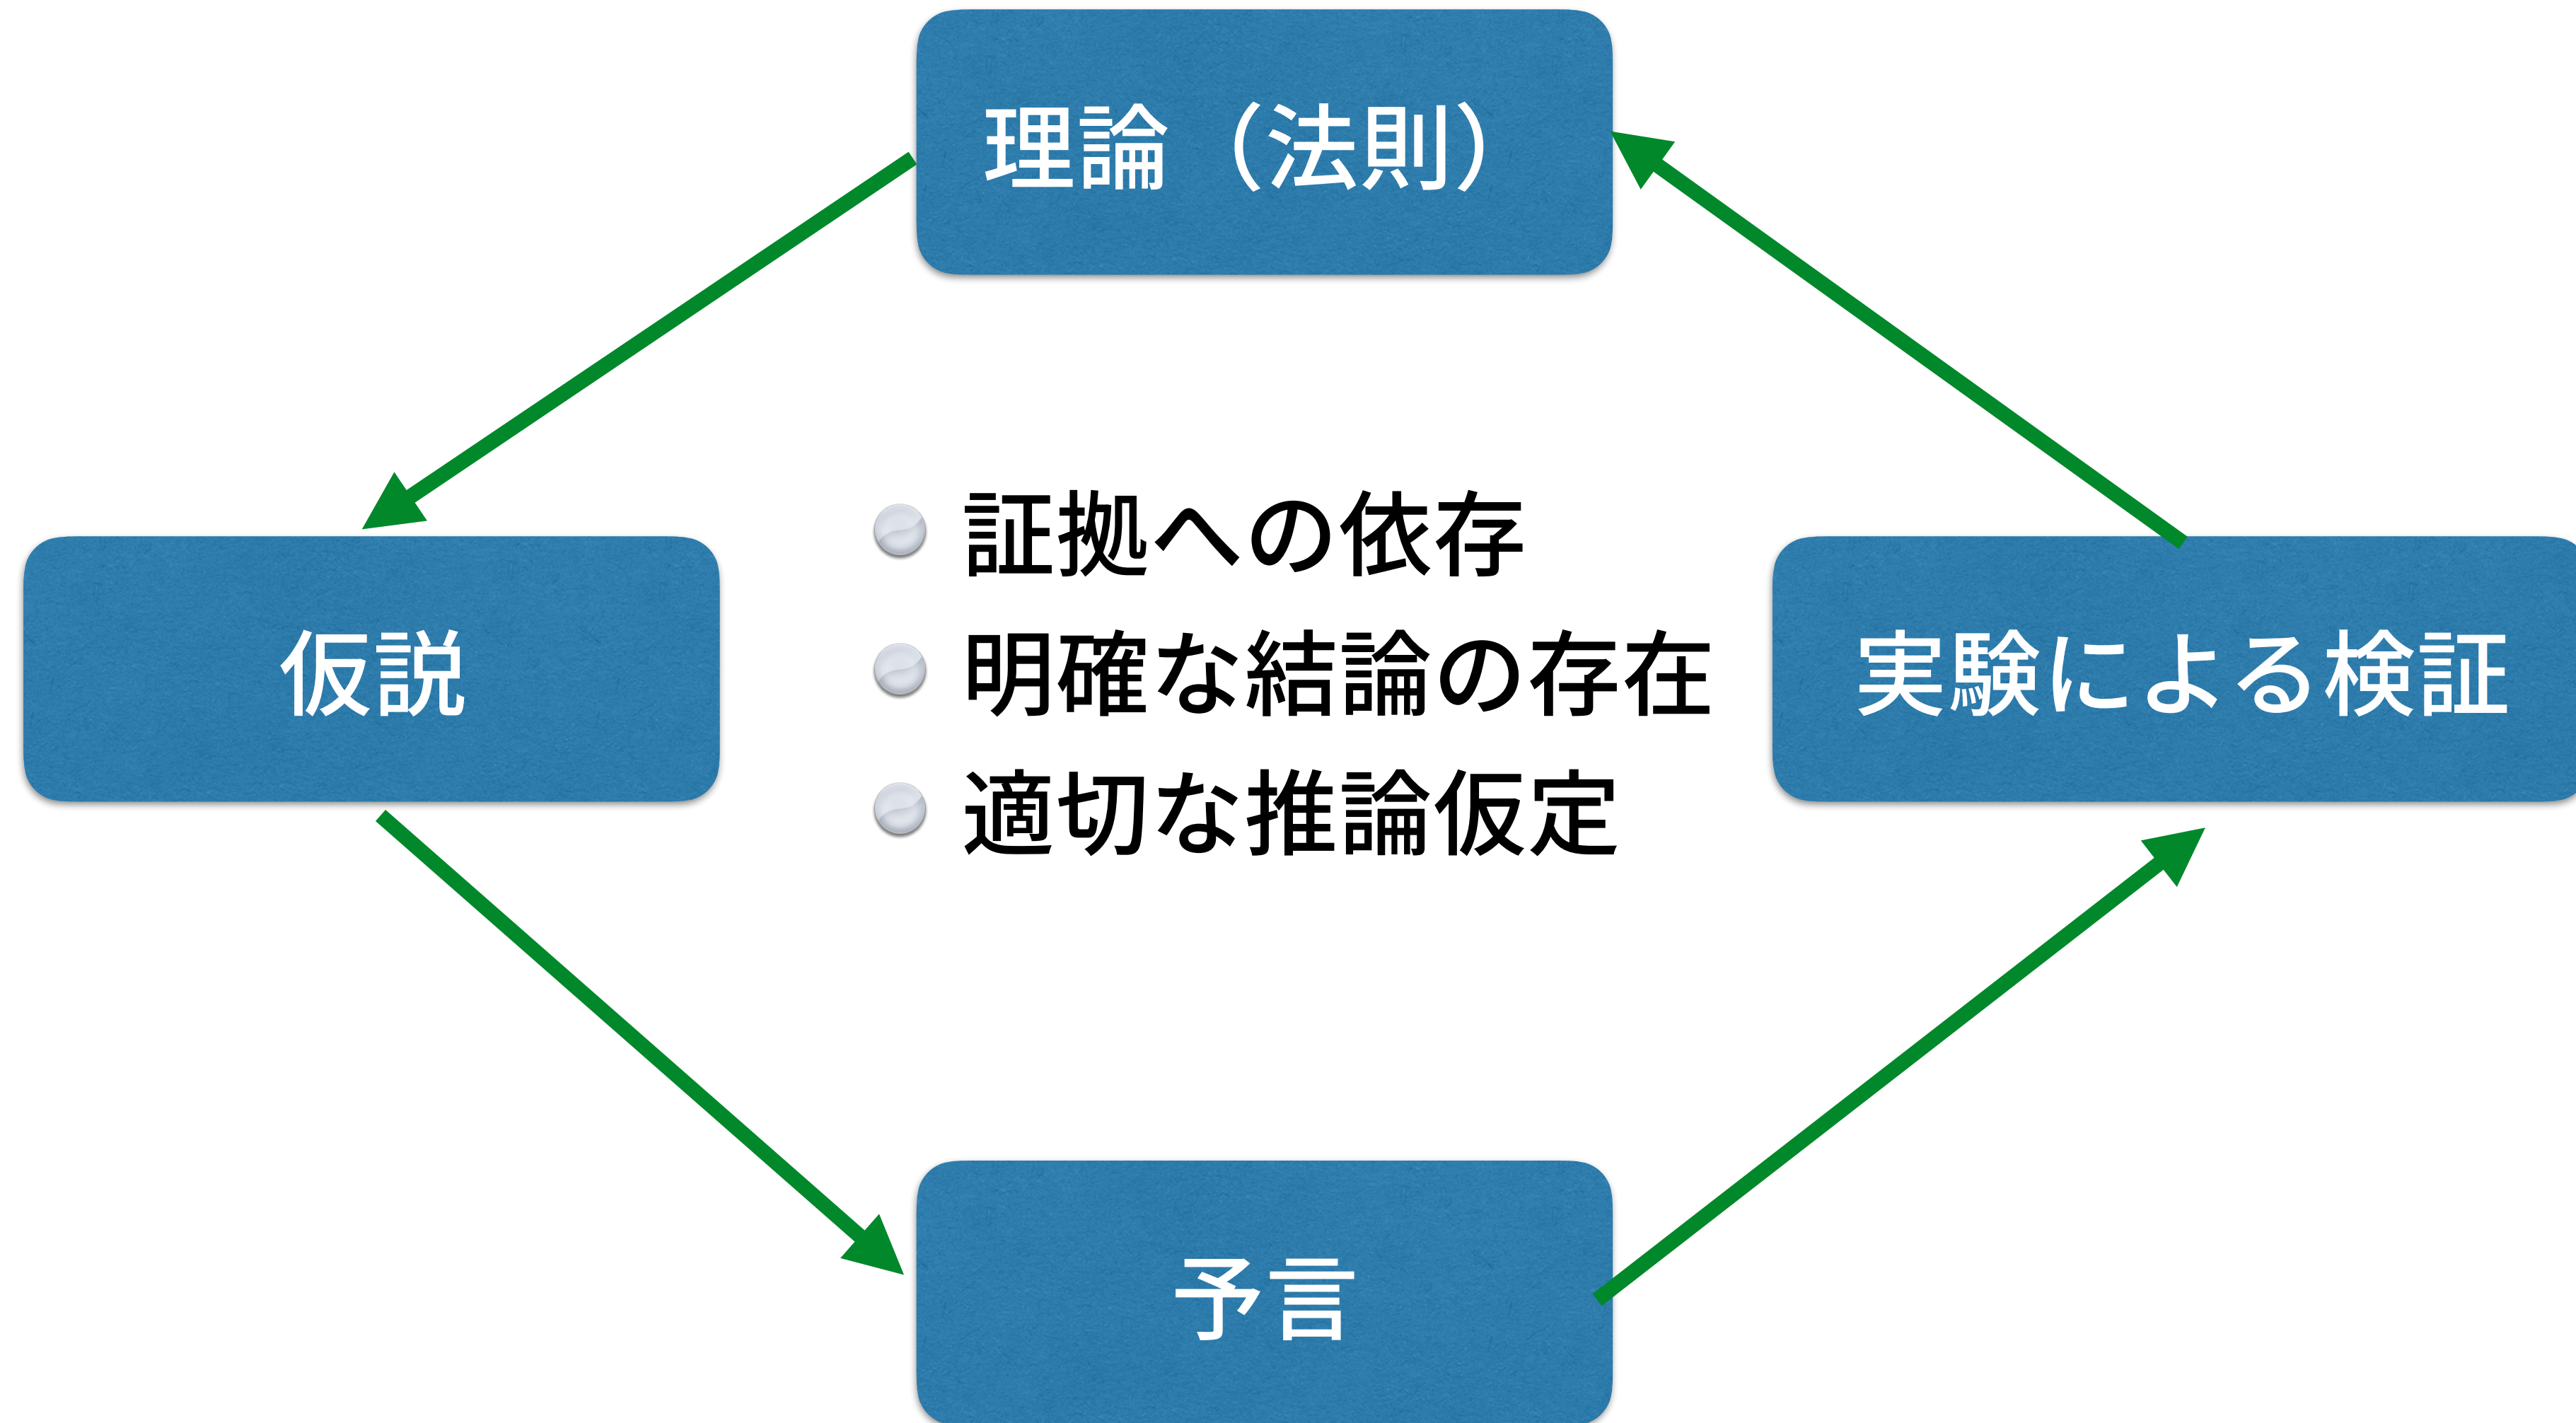 理論（法則）
証拠への依存
明確な結論の存在
適切な推論仮定
仮説
実験による検証
予言